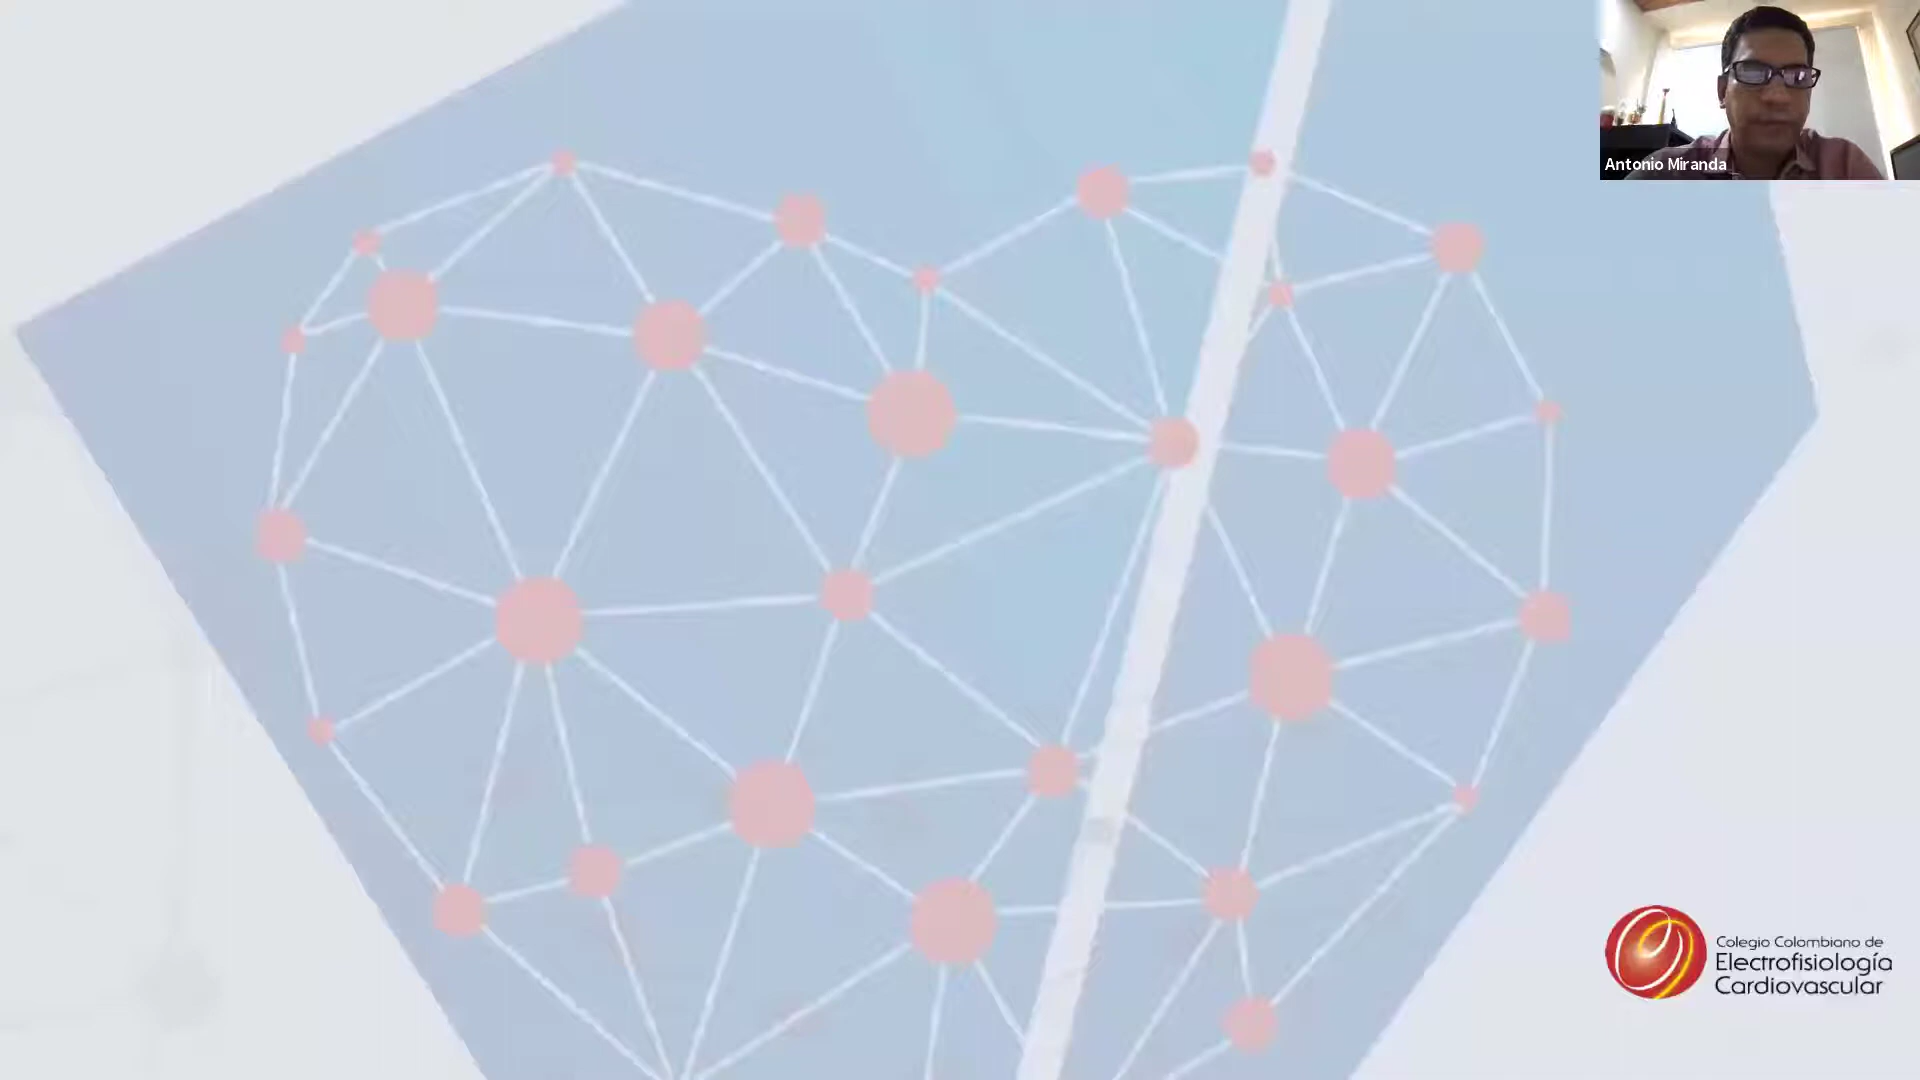 Antonio Miranda
Colegio Colombiano de
Electrofisiología
Cardiovascular